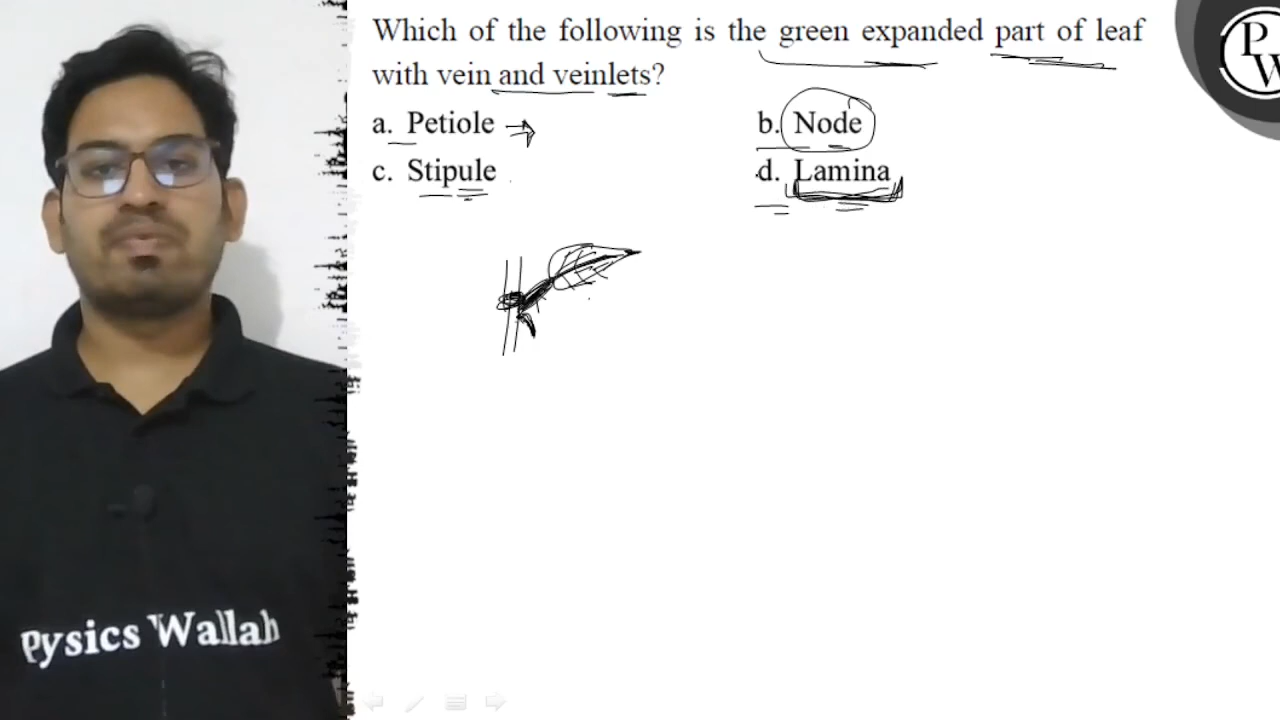 Which of the following is the green expanded part of leaf
with vein and veinlets?
a. Petiole
b. Node
c. Stipule
d. Lamina
P
W
Pysics Wallah